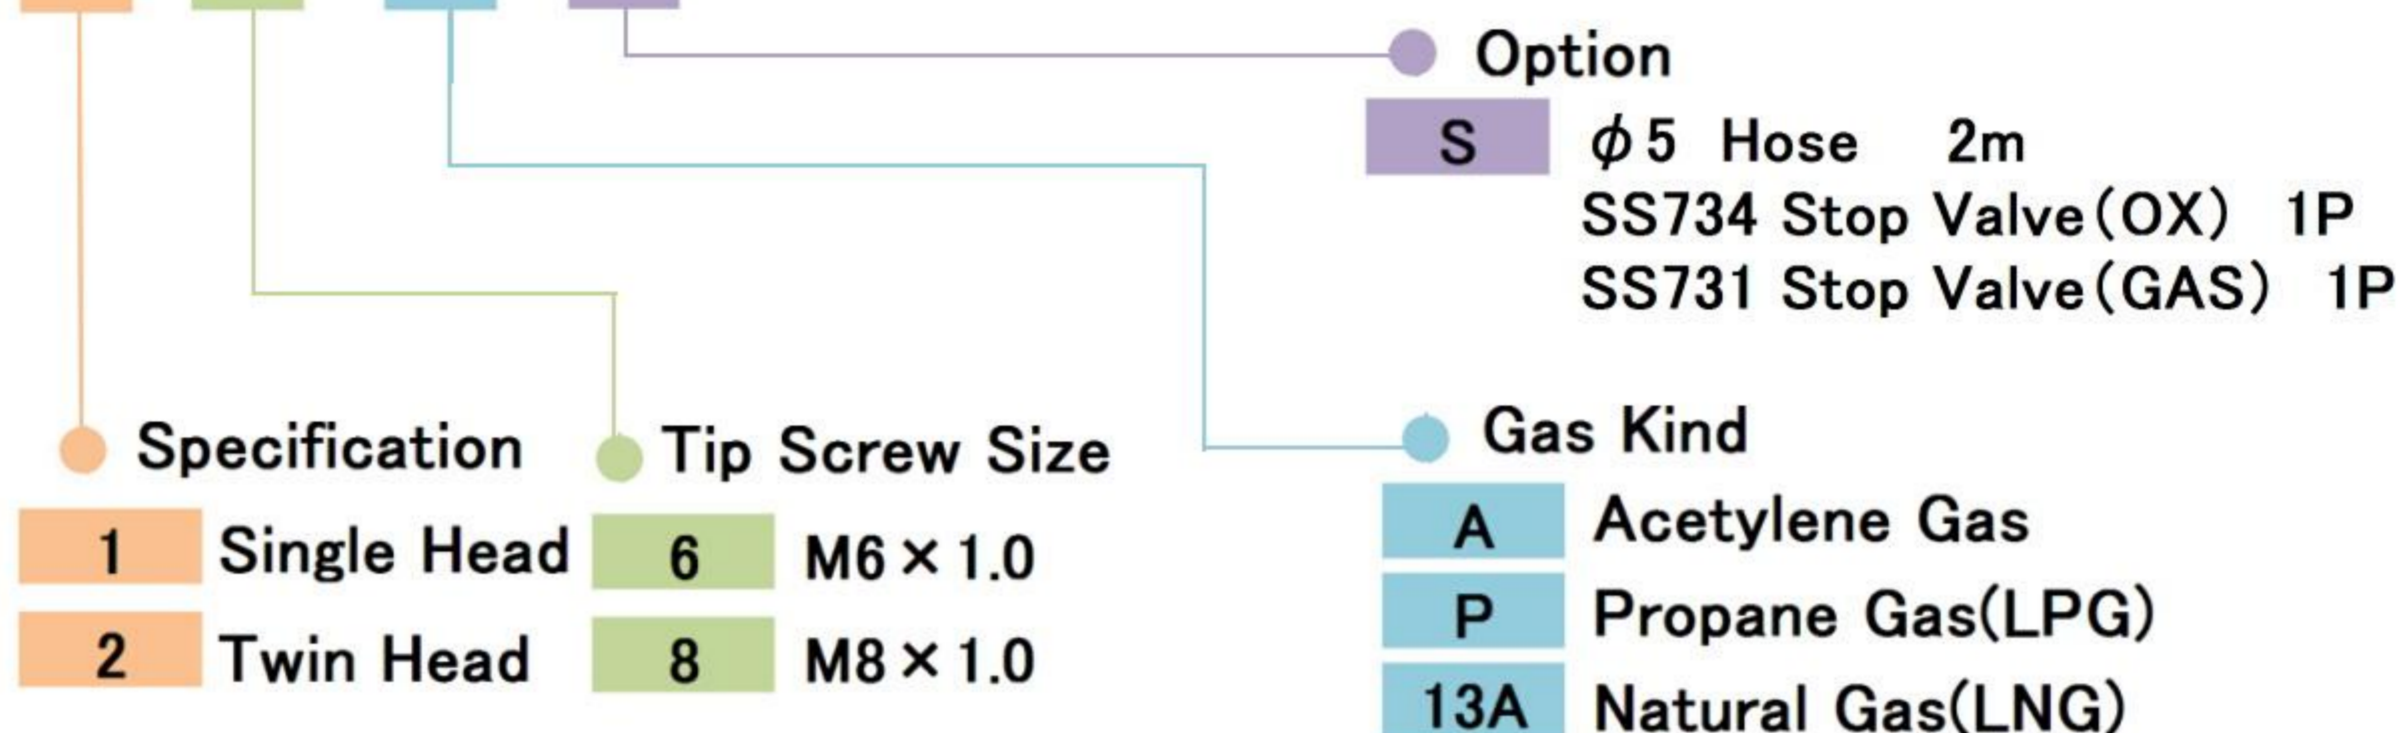 Option
S φ5 Hose 2m
SS734 Stop Valve(OX) 1P
SS731 Stop Valve(GAS) 1P
Specification
1 Single Head
2 Twin Head
Tip Screw Size
6 M6×1.0
8 M8×1.0
Gas Kind
A Acetylene Gas
P Propane Gas(LPG)
13A Natural Gas(LNG)